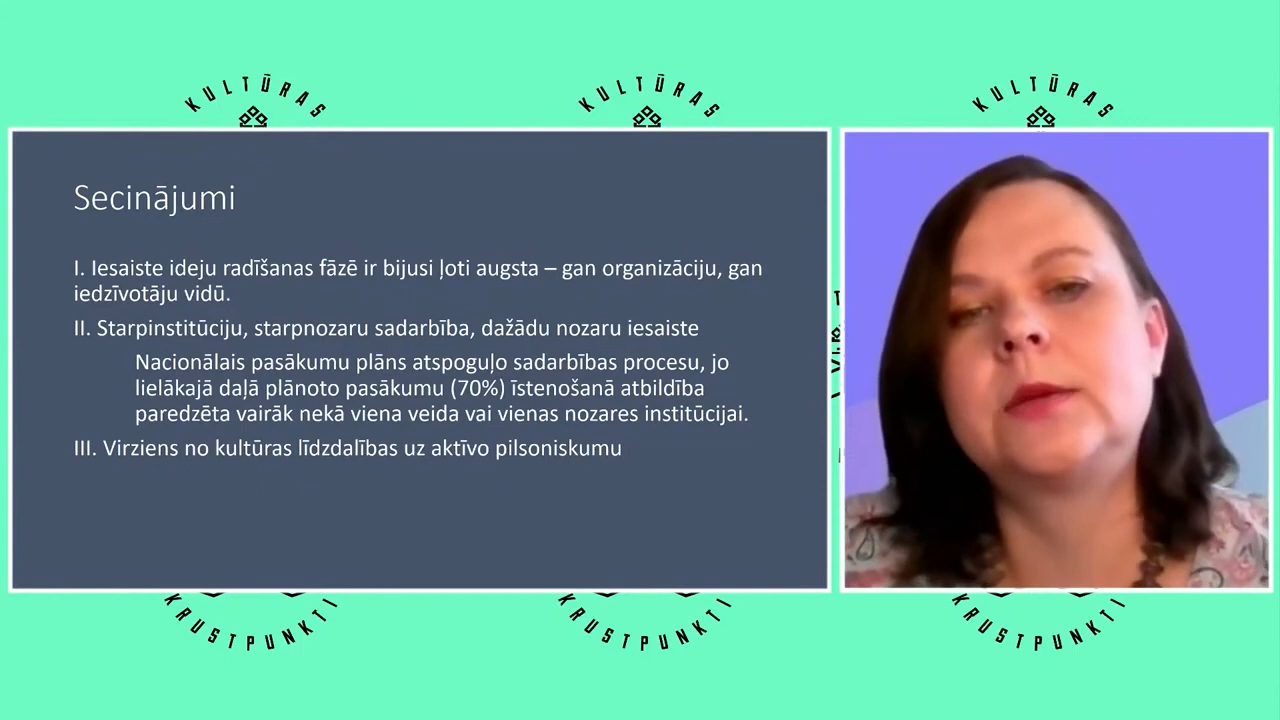 KULTŪRAS
KULTŪRAS
KULTŪRAS
Secinājumi
I. Iesaiste ideju radīšanas fāzē ir bijusi ļoti augsta – gan organizāciju, gan
iedzīvotāju vidū.
II. Starpinstitūciju, starpnozaru sadarbība, dažādu nozaru iesaiste
Nacionālais pasākumu plāns atspoguļo sadarbības procesu, jo
lielākajā daļā plānoto pasākumu (70%) īstenošanā atbildība
paredzēta vairāk nekā viena veida vai vienas nozares institūcijai.
III. Virziens no kultūras līdzdalības uz aktīvo pilsoniskumu
KRUSTPUNKTI
KRUSTPUNKTI
KRUSTPUNKTI